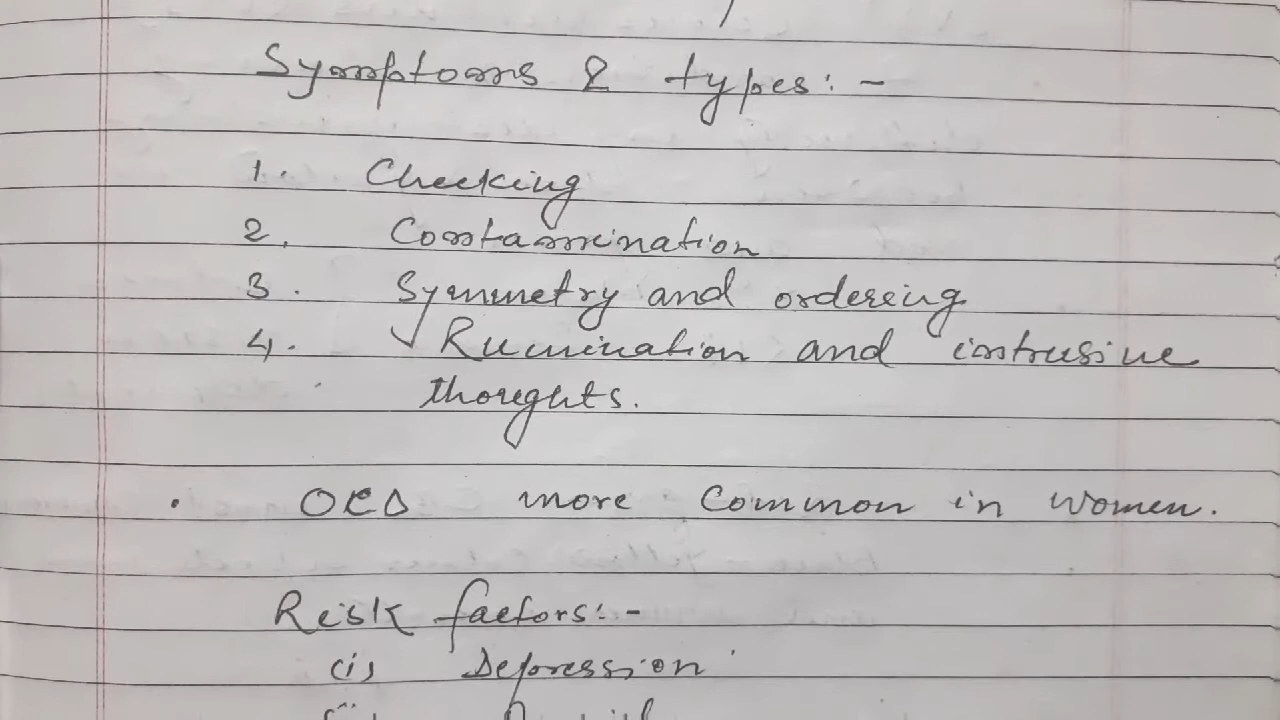 Symptoms & types:-
1. Checking
2. Contamination
3. Symmetry and ordering
4. Rumination and intrusive
thoughts.
. OCD more common in women.
Risk factors:-
(i) Depression